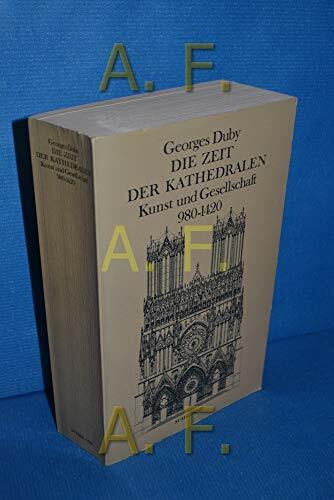 A. F.
Georges Duby
DIE ZEIT
DER KATHEDRALEN
Kunst und Gesellschaft
980-1420
A. F.
A. F.
Georges Duby
DIE ZEIT
DER KATHEDRALEN
Kunst und Gesellschaft
980-1420
A. F.